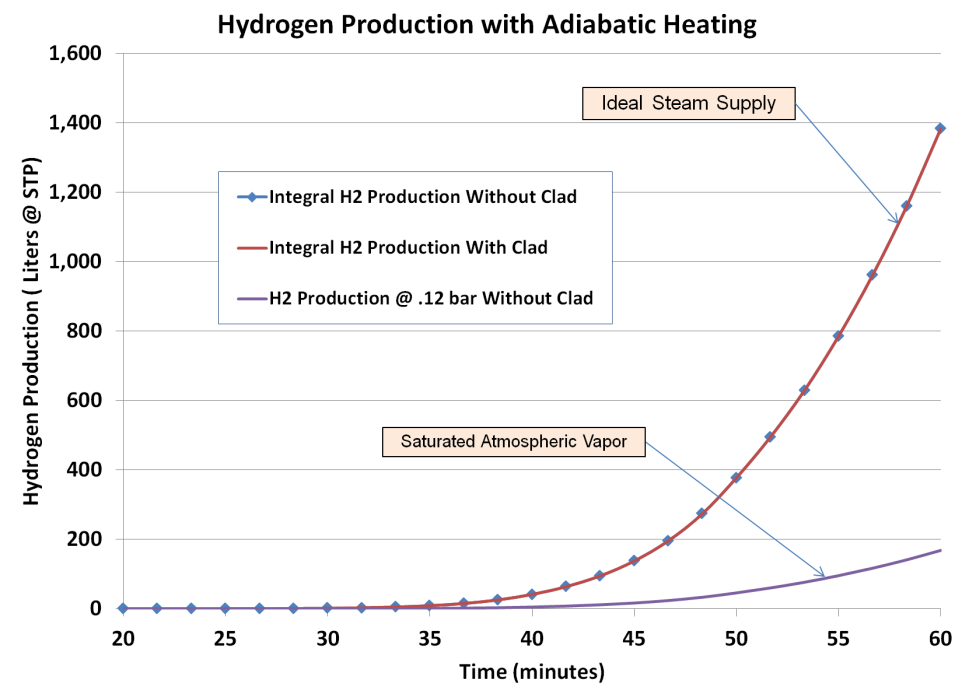 Hydrogen Production with Adiabatic Heating
1,600
1,400
1,200
1,000
800
600
400
200
0
Hydrogen Production ( Liters @ STP)
Ideal Steam Supply
Integral H2 Production Without Clad
Integral H2 Production With Clad
H2 Production @ .12 bar Without Clad
Saturated Atmospheric Vapor
20 25 30 35 40 45 50 55 60
Time (minutes)